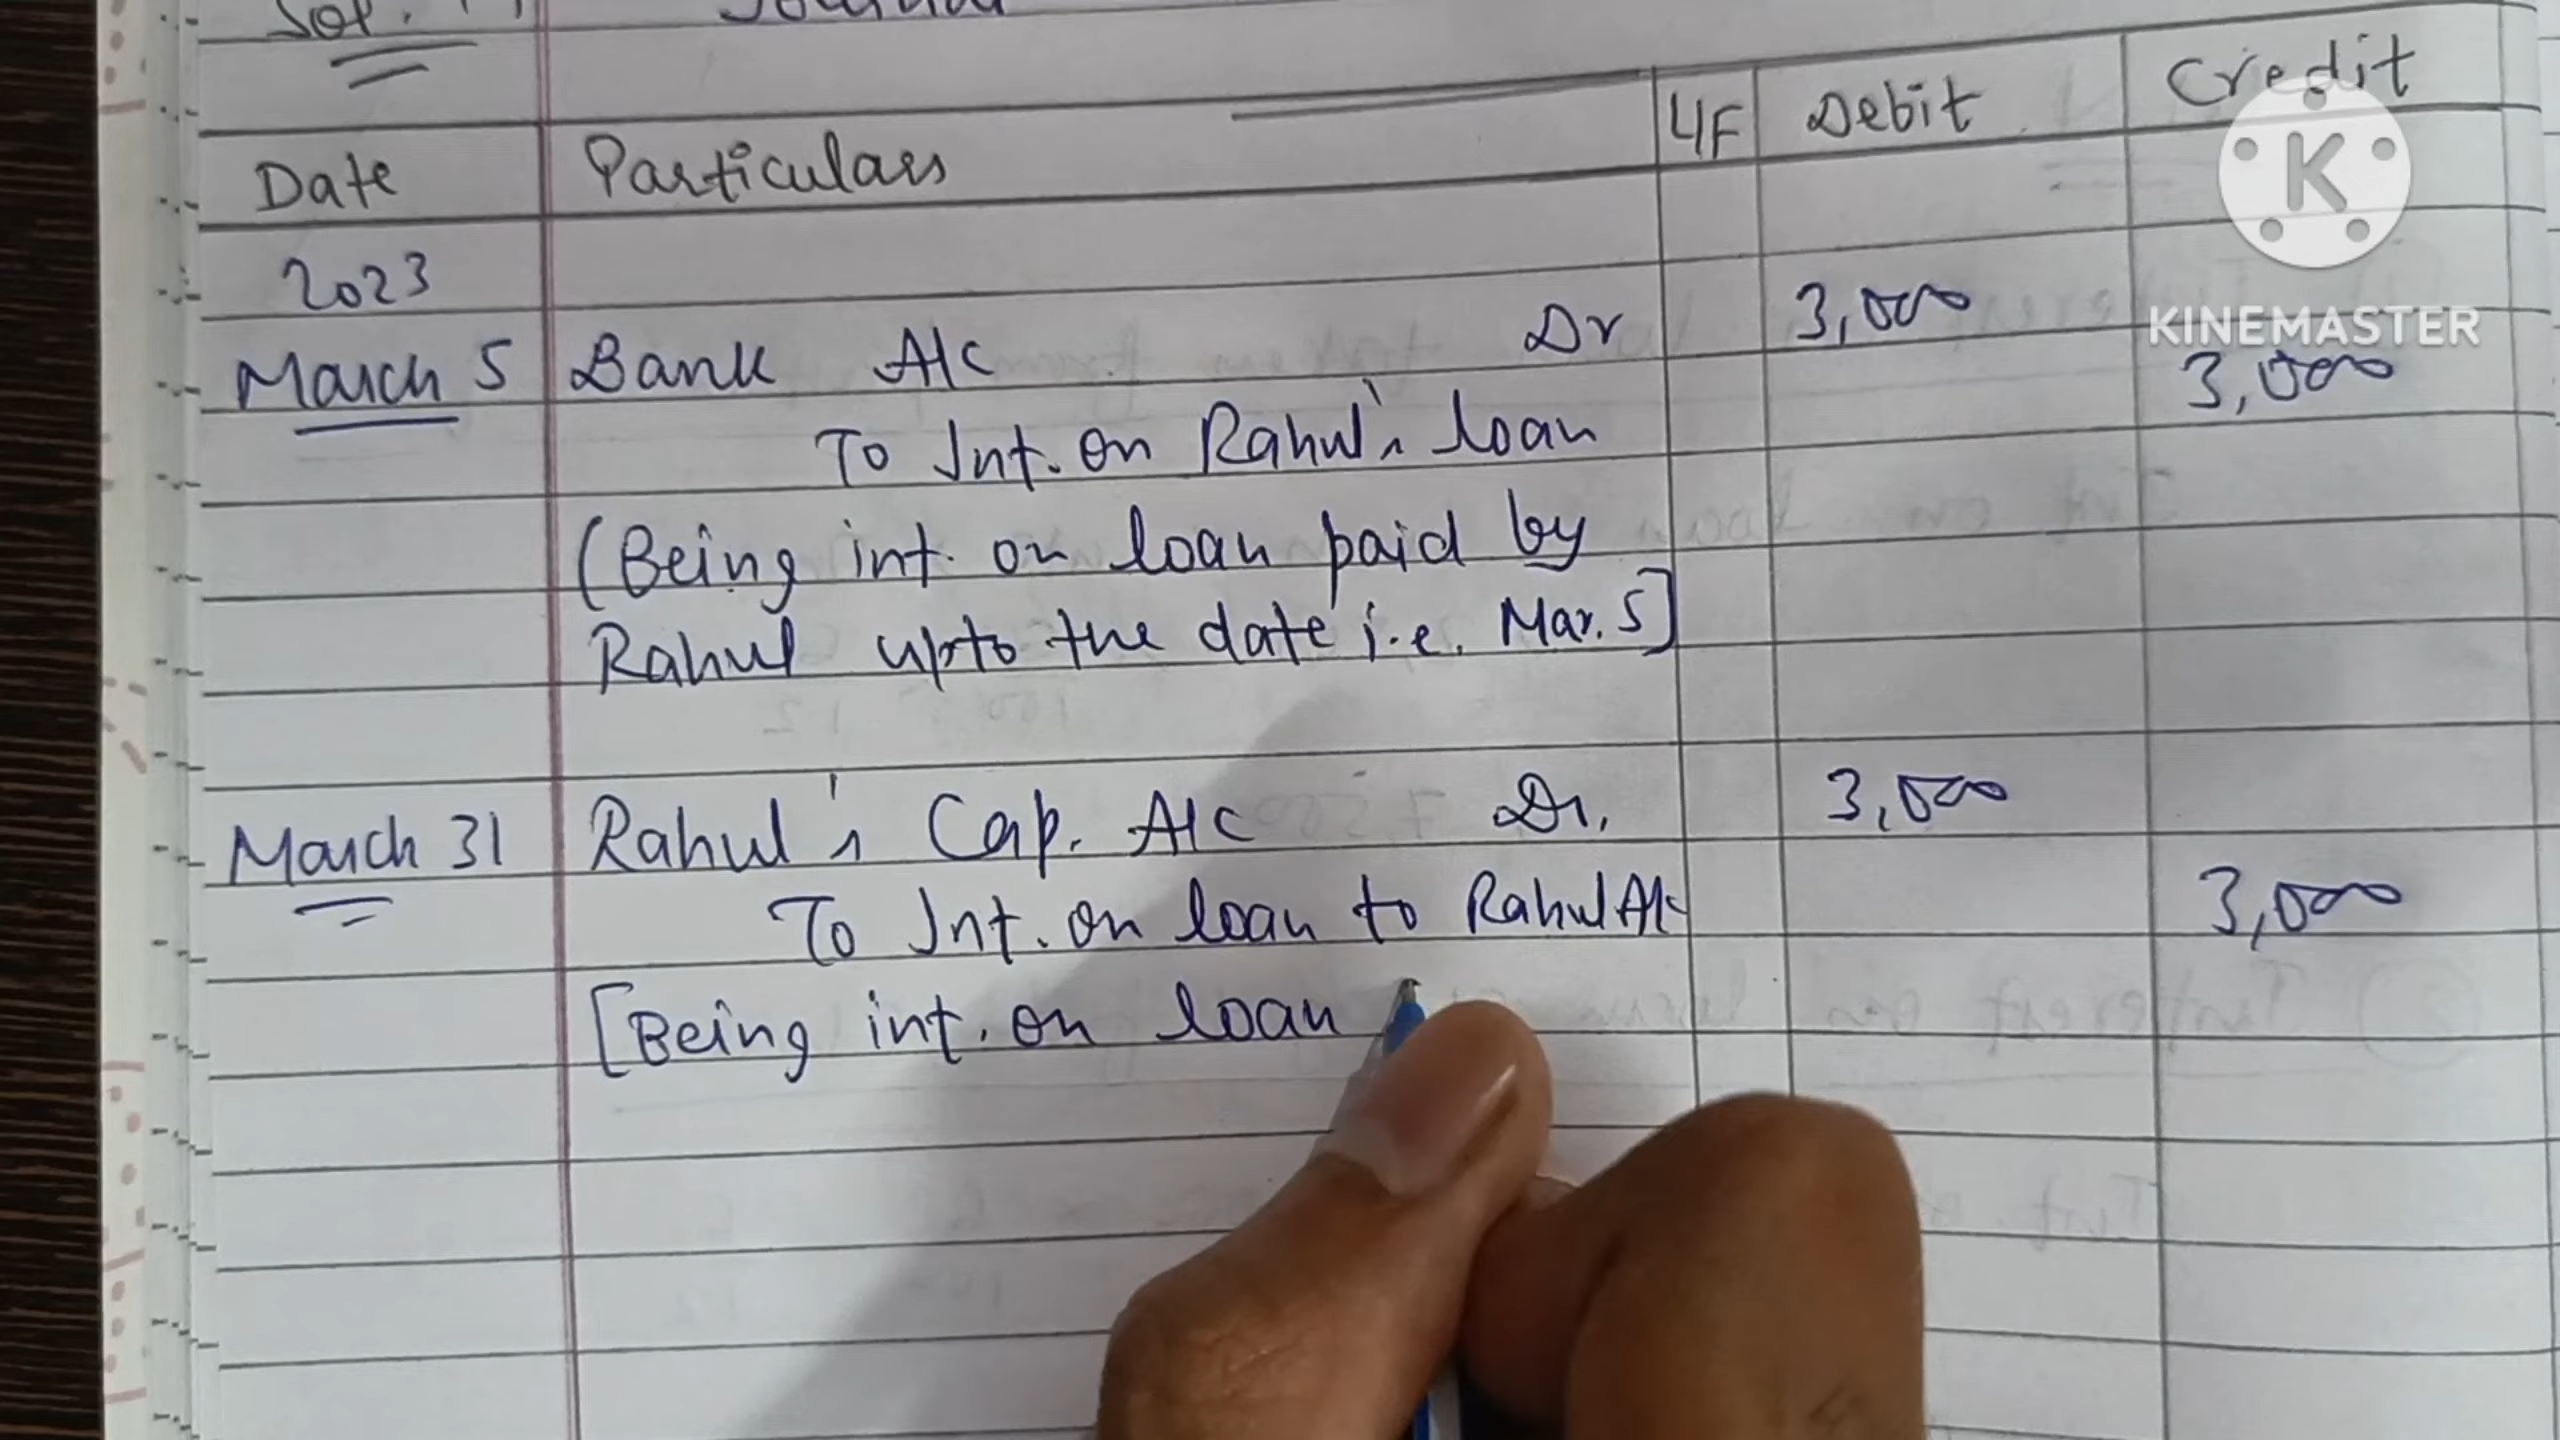 Sol.
Journal
Date Particulars L/F Debit Credit
2023
March 5 Bank A/c Dr 3,000
To Int. on Rahul's loan 3,000
(Being int. on loan paid by
Rahul upto the date i.e. Mar. 5]
March 31 Rahul's Cap. A/c Dr. 3,000
To Int. on loan to Rahul A/c 3,000
[Being int. on loan
K
KINEMASTER